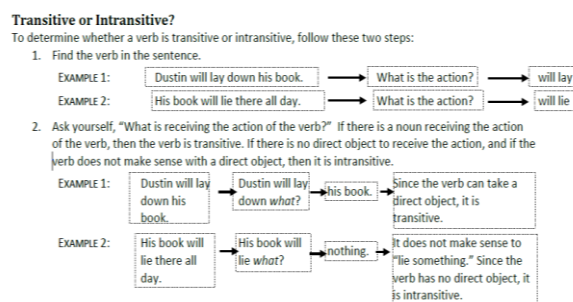 Transitive or Intransitive?
To determine whether a verb is transitive or intransitive, follow these two steps:
1. Find the verb in the sentence.
EXAMPLE 1: Dustin will lay down his book. What is the action? will lay
EXAMPLE 2: His book will lie there all day. What is the action? will lie
2. Ask yourself, “What is receiving the action of the verb?” If there is a noun receiving the action
of the verb, then the verb is transitive. If there is no direct object to receive the action, and if the
verb does not make sense with a direct object, then it is intransitive.
EXAMPLE 1: Dustin will lay Dustin will lay his book. Since the verb can take a
down his down what? direct object, it is
book. transitive.
EXAMPLE 2: His book will His book will nothing. It does not make sense to
lie there all lie what? “lie something.” Since the
day. verb has no direct object, it
is intransitive.